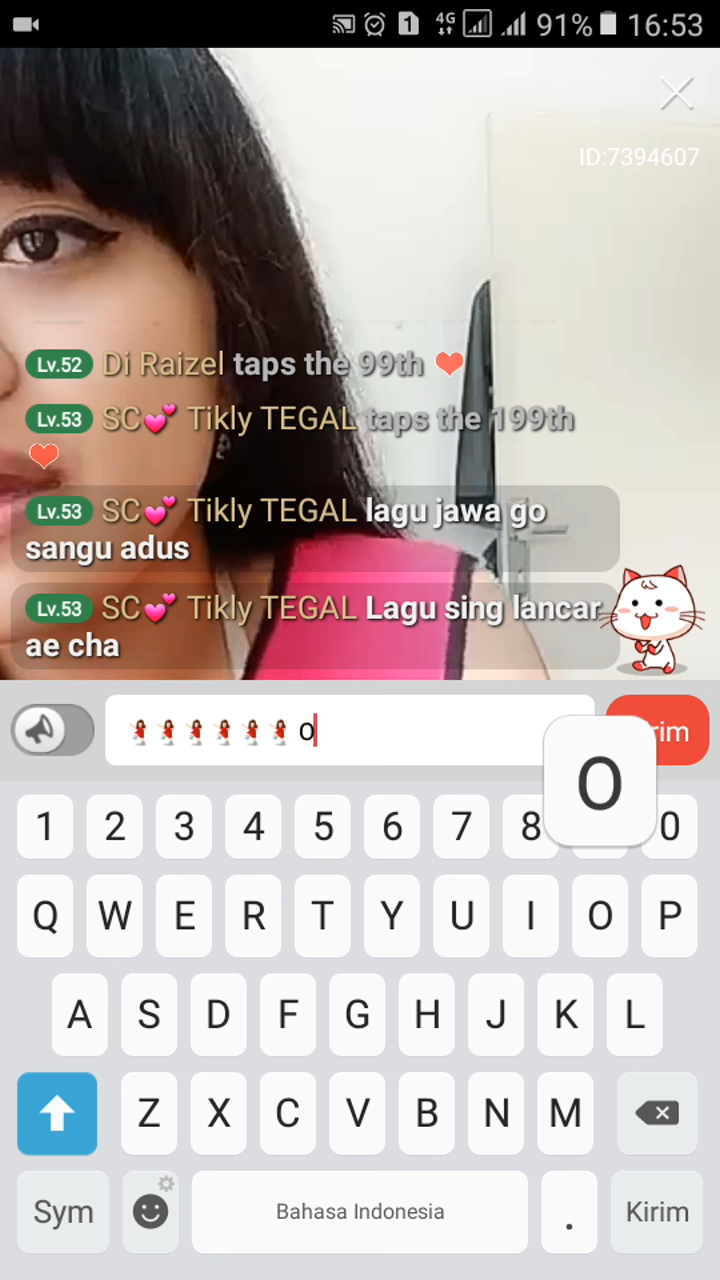 4G 91% 16:53
ID:7394607
Lv.52 Di Raizel taps the 99th ❤
Lv.53 SC💕 Tikly TEGAL taps the 199th
❤
Lv.53 SC💕 Tikly TEGAL lagu jawa go
sangu adus
Lv.53 SC💕 Tikly TEGAL Lagu sing lancar
ae cha
💃💃💃💃💃💃 o
O
1 2 3 4 5 6 7 8 0
Q W E R T Y U I O P
A S D F G H J K L
Z X C V B N M
Sym Bahasa Indonesia . Kirim